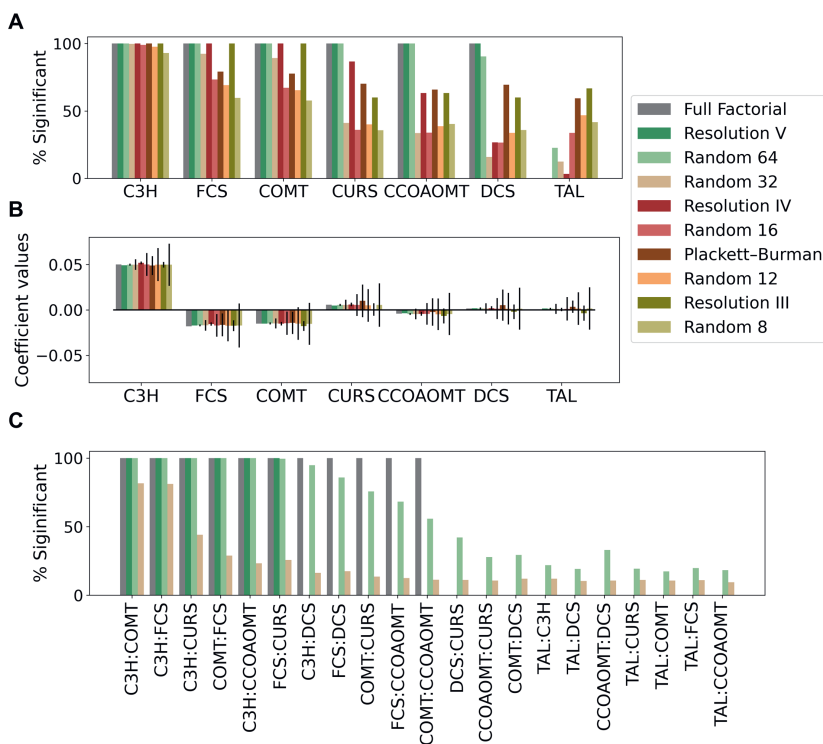 A
100
50
0
% Siginificant
C3H FCS COMT CURS CCOAOMT DCS TAL
Full Factorial
Resolution V
Random 64
Random 32
Resolution IV
Random 16
Plackett–Burman
Random 12
Resolution III
Random 8
B
0.05
0.00
−0.05
Coefficient values
C3H FCS COMT CURS CCOAOMT DCS TAL
C
100
50
0
% Siginificant
C3H:COMT
C3H:FCS
C3H:CURS
COMT:FCS
C3H:CCOAOMT
FCS:CURS
C3H:DCS
FCS:DCS
COMT:CURS
FCS:CCOAOMT
COMT:CCOAOMT
DCS:CURS
CCOAOMT:CURS
COMT:DCS
TAL:C3H
TAL:DCS
CCOAOMT:DCS
TAL:CURS
TAL:COMT
TAL:FCS
TAL:CCOAOMT